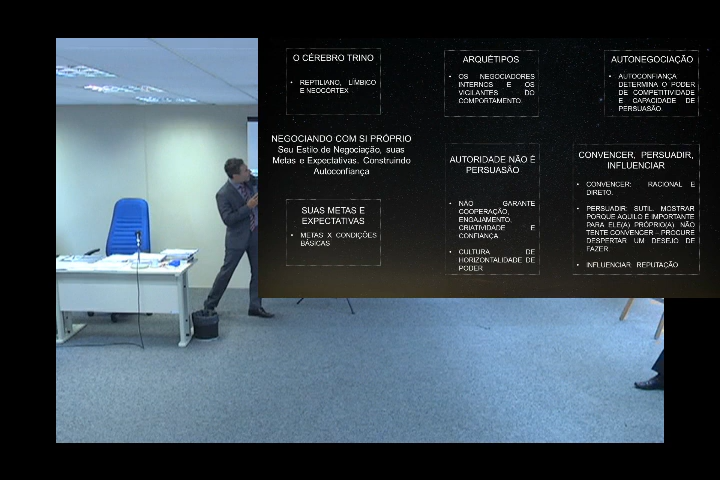 O CÉREBRO TRINO
• REPTILIANO, LÍMBICO
E NEOCÓRTEX
NEGOCIANDO COM SI PRÓPRIO
Seu Estilo de Negociação, suas
Metas e Expectativas. Construindo
Autoconfiança
SUAS METAS E
EXPECTATIVAS
• METAS X CONDIÇÕES
BÁSICAS
ARQUÉTIPOS
• OS NEGOCIADORES
INTERNOS E OS
VIGILANTES DO
COMPORTAMENTO.
AUTORIDADE NÃO É
PERSUASÃO
• NÃO GARANTE
COOPERAÇÃO,
ENGAJAMENTO,
CRIATIVIDADE E
CONFIANÇA
• CULTURA DE
HORIZONTALIDADE DE
PODER
AUTONEGOCIAÇÃO
• AUTOCONFIANÇA
DETERMINA O PODER
DE COMPETITIVIDADE
E CAPACIDADE DE
PERSUASÃO.
CONVENCER, PERSUADIR,
INFLUENCIAR
• CONVENCER: RACIONAL E
DIRETO.
• PERSUADIR: SUTIL. MOSTRAR
PORQUE AQUILO É IMPORTANTE
PARA ELE(A) PRÓPRIO(A). NÃO
TENTE CONVENCER – PROCURE
DESPERTAR UM DESEJO DE
FAZER.
• INFLUENCIAR: REPUTAÇÃO